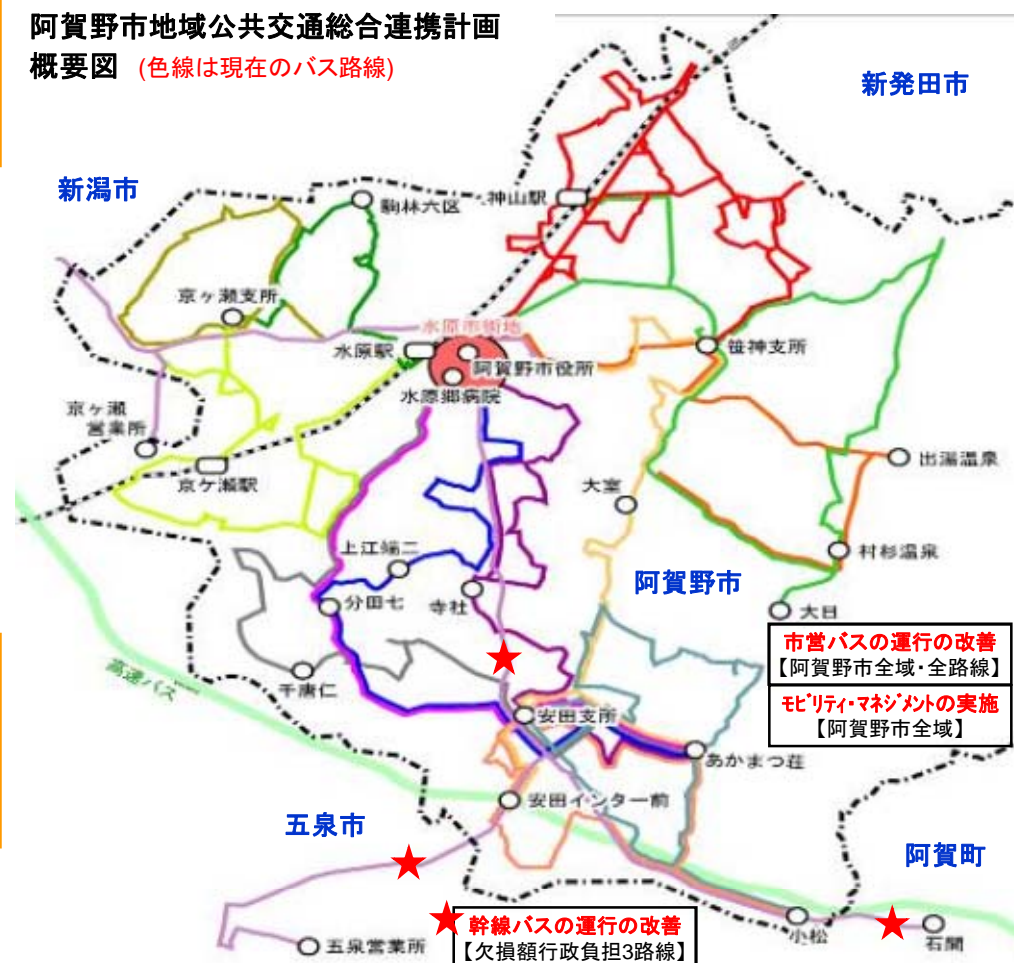 阿賀野市地域公共交通総合連携計画
概要図 (色線は現在のバス路線)
新発田市
新潟市
神山駅
駒林六区
京ヶ瀬支所
水原市街地
水原駅
阿賀野市役所
笹神支所
水原郷病院
京ヶ瀬
営業所
京ヶ瀬駅
出湯温泉
大室
上江端二
村杉温泉
阿賀野市
分田七
寺社
大日
市営バスの運行の改善
【阿賀野市全域・全路線】
モビリティ・マネジメントの実施
【阿賀野市全域】
高速バス
千唐仁
安田支所
あかまつ荘
安田インター前
五泉市
阿賀町
幹線バスの運行の改善
【欠損額行政負担3路線】
五泉営業所
小松
石間